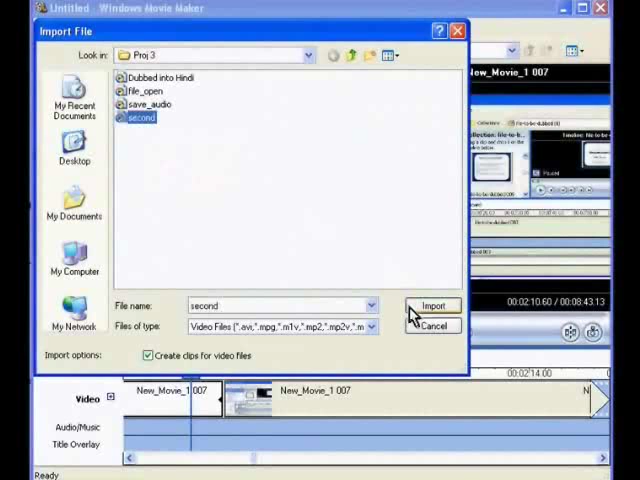 Untitled - Windows Movie Maker
Import File
Look in:
Proj 3
Dubbed into Hindi
file_open
save_audio
second
My Recent
Documents
Desktop
My Documents
My Computer
My Network
File name:
second
Import
Files of type:
Video Files (*.avi,*.mpg,*.m1v,*.mp2,*.mp2v,*.m
Cancel
Import options:
Create clips for video files
New_Movie_1 007
Paused
00:02:10.60 / 00:08:43.13
00:02:14.00
Video
New_Movie_1 007
New_Movie_1 007
N
Audio/Music
Title Overlay
Ready